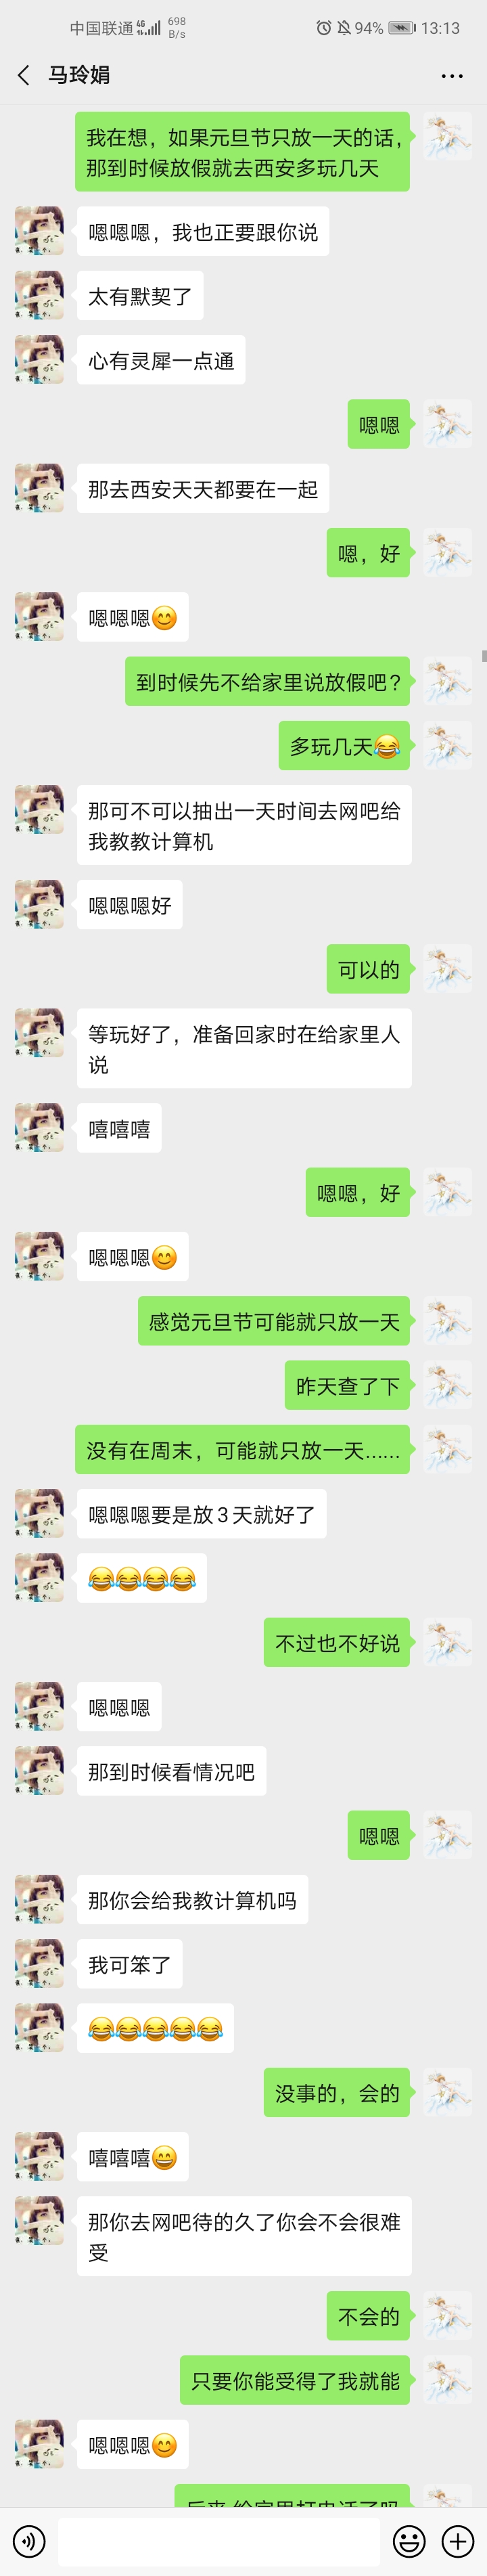 中国联通 4G 698 B/s 94% 13:13
马玲娟
我在想，如果元旦节只放一天的话，
那到时候放假就去西安多玩几天
嗯嗯嗯，我也正要跟你说
太有默契了
心有灵犀一点通
嗯嗯
那去西安天天都要在一起
嗯，好
嗯嗯嗯😊
到时候先不给家里说放假吧？
多玩几天😂
那可不可以抽出一天时间去网吧给
我教教计算机
嗯嗯嗯好
可以的
等玩好了，准备回家时在给家里人
说
嘻嘻嘻
嗯嗯，好
嗯嗯嗯😊
感觉元旦节可能就只放一天
昨天查了下
没有在周末，可能就只放一天......
嗯嗯嗯要是放3天就好了
😂😂😂😂
不过也不好说
嗯嗯嗯
那到时候看情况吧
嗯嗯
那你会给我教计算机吗
我可笨了
😂😂😂😂😂
没事的，会的
嘻嘻嘻😄
那你去网吧待的久了你会不会很难
受
不会的
只要你能受得了我就能
嗯嗯嗯😊